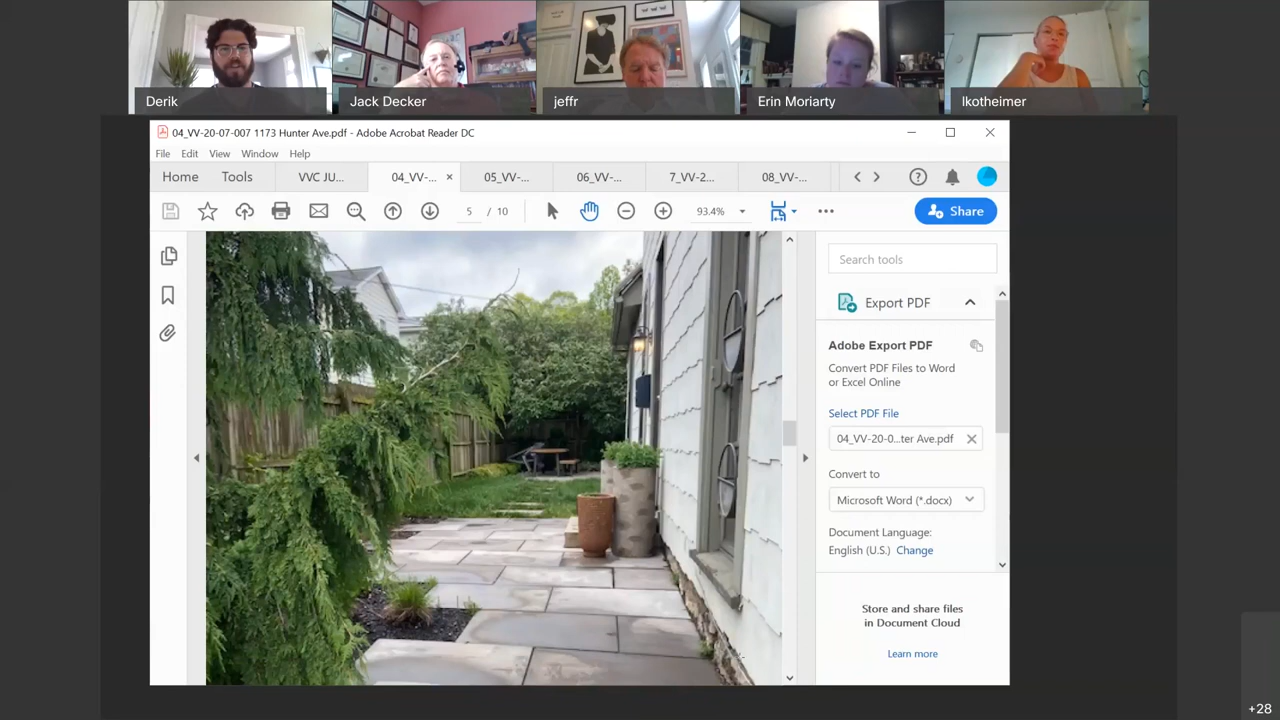 Derik
Jack Decker
jeffr
Erin Moriarty
lkotheimer
04_VV-20-07-007 1173 Hunter Ave.pdf - Adobe Acrobat Reader DC
File Edit View Window Help
Home Tools VVC JU... 04_VV-... × 05_VV-... 06_VV-... 7_VV-2... 08_VV-...
5 / 10 93.4% Share
Search tools
Export PDF
Adobe Export PDF
Convert PDF Files to Word
or Excel Online
Select PDF File
04_VV-20-0...ter Ave.pdf
Convert to
Microsoft Word (*.docx)
Document Language:
English (U.S.) Change
Store and share files
in Document Cloud
Learn more
+28